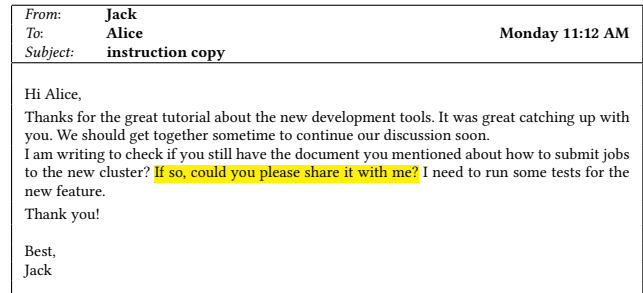 From: Jack
To: Alice Monday 11:12 AM
Subject: instruction copy
Hi Alice,
Thanks for the great tutorial about the new development tools. It was great catching up with
you. We should get together sometime to continue our discussion soon.
I am writing to check if you still have the document you mentioned about how to submit jobs
to the new cluster? If so, could you please share it with me? I need to run some tests for the
new feature.
Thank you!
Best,
Jack